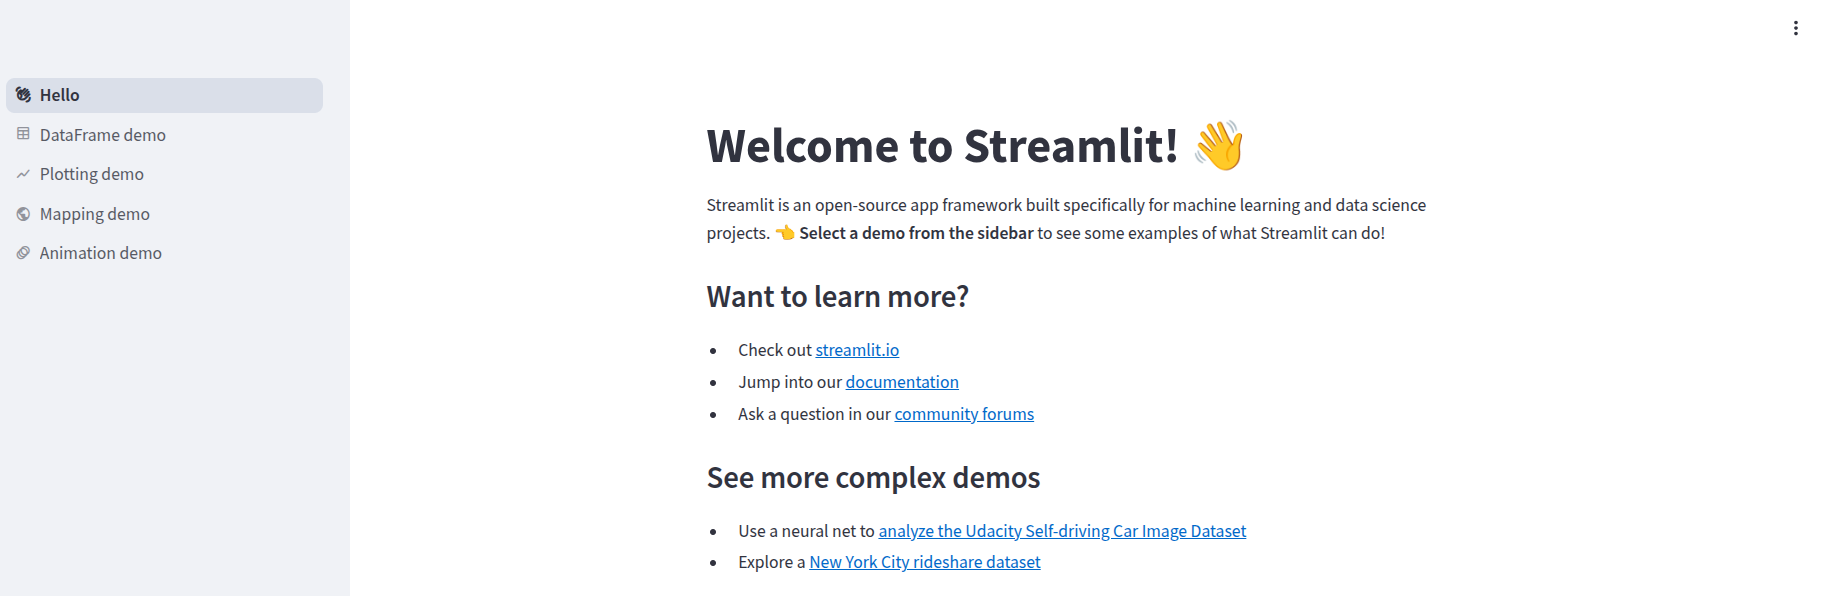 Hello
DataFrame demo
Plotting demo
Mapping demo
Animation demo
Welcome to Streamlit! 👋
Streamlit is an open-source app framework built specifically for machine learning and data science
projects. 👈 Select a demo from the sidebar to see some examples of what Streamlit can do!
Want to learn more?
• Check out streamlit.io
• Jump into our documentation
• Ask a question in our community forums
See more complex demos
• Use a neural net to analyze the Udacity Self-driving Car Image Dataset
• Explore a New York City rideshare dataset